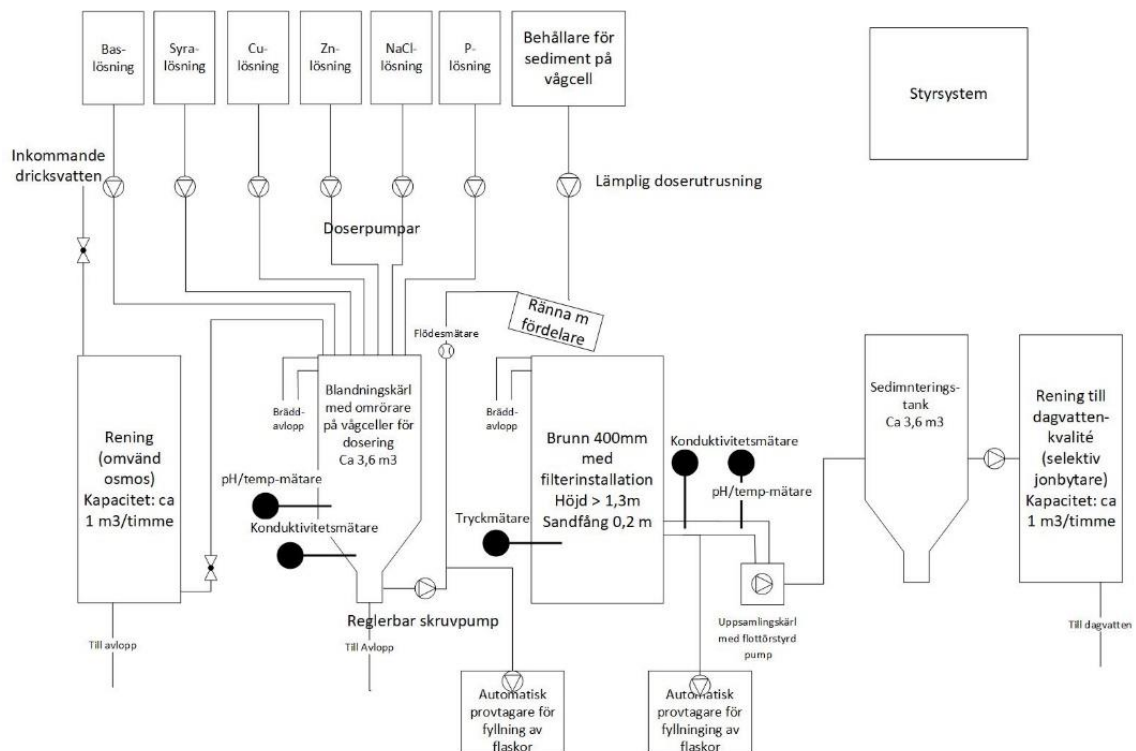 Bas-
lösning
Syra-
lösning
Cu-
lösning
Zn-
lösning
NaCl-
lösning
P-
lösning
Behållare för
sediment på
vågcell
Styrsystem
Inkommande
dricksvatten
Lämplig doserutrusning
Doserpumpar
Ränna m
fördelare
Flödesmätare
Rening
(omvänd
osmos)
Kapacitet: ca
1 m3/timme
Brädd-
avlopp
Blandningskärl
med omrörare
på vågceller för
dosering
Ca 3,6 m3
pH/temp-mätare
Konduktivitetsmätare
Brädd-
avlopp
Brunn 400mm
med
filterinstallation
Höjd > 1,3m
Sandfång 0,2 m
Tryckmätare
Konduktivitetsmätare
pH/temp-mätare
Sedimnterings-
tank
Ca 3,6 m3
Rening till
dagvatten-
kvalité
(selektiv
jonbytare)
Kapacitet: ca
1 m3/timme
Reglerbar skruvpump
Uppsamlingskärl
med flottörstyrd
pump
Till avlopp
Till Avlopp
Till dagvatten
Automatisk
provtagare för
fyllning av
flaskor
Automatisk
provtagare för
fyllninging av
flaskor